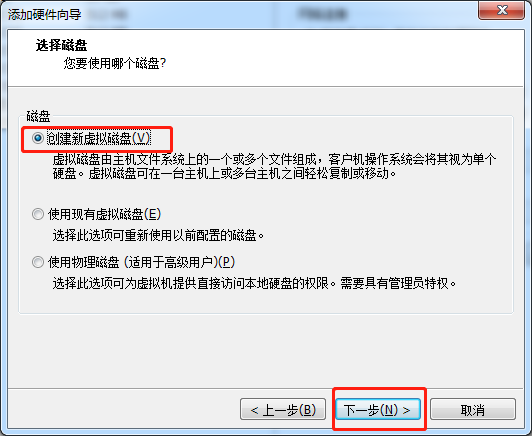 添加硬件向导
选择磁盘
您要使用哪个磁盘?
磁盘
创建新虚拟磁盘(V)
虚拟磁盘由主机文件系统上的一个或多个文件组成，客户机操作系统会将其视为单个
硬盘。虚拟磁盘可在一台主机上或多台主机之间轻松复制或移动。
使用现有虚拟磁盘(E)
选择此选项可重新使用以前配置的磁盘。
使用物理磁盘 (适用于高级用户)(P)
选择此选项可为虚拟机提供直接访问本地硬盘的权限。需要具有管理员特权。
< 上一步(B) 下一步(N) > 取消